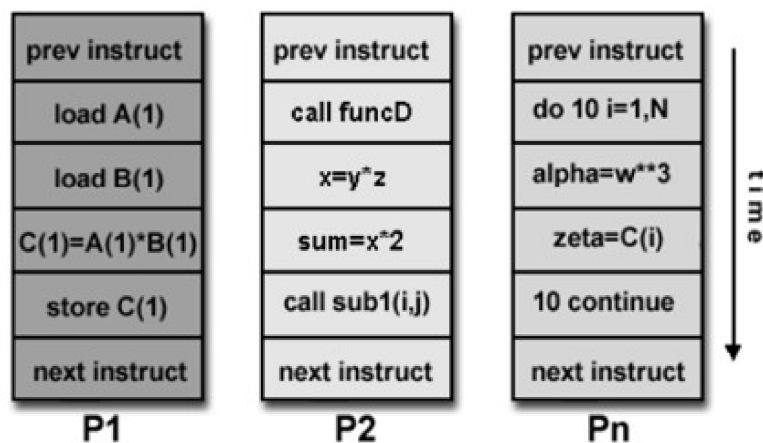 prev instruct
load A(1)
load B(1)
C(1)=A(1)*B(1)
store C(1)
next instruct
P1
prev instruct
call funcD
x=y*z
sum=x*2
call sub1(i,j)
next instruct
P2
prev instruct
do 10 i=1,N
alpha=w**3
zeta=C(i)
10 continue
next instruct
Pn
time